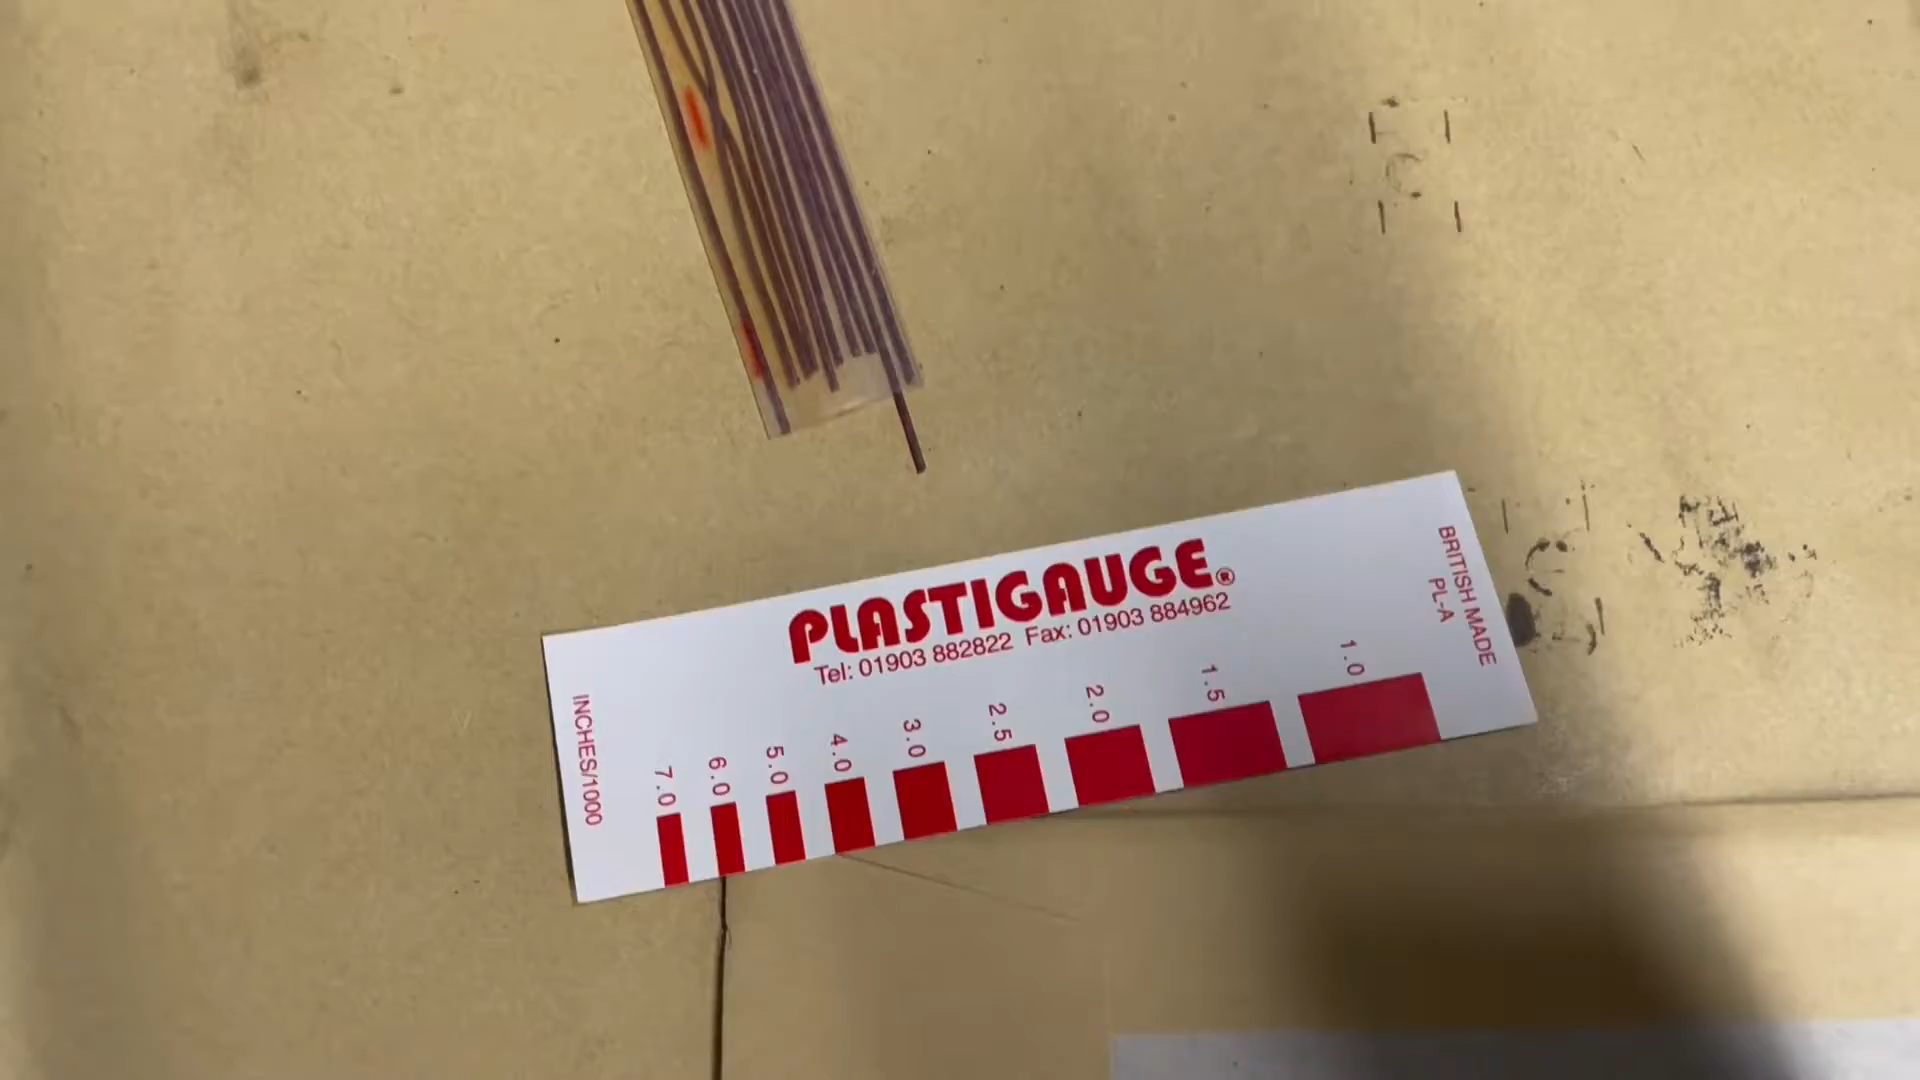 PLASTIGAUGE®
Tel: 01903 882822 Fax: 01903 884962
BRITISH MADE
PL-A
INCHES/1000
7.0 6.0 5.0 4.0 3.0 2.5 2.0 1.5 1.0